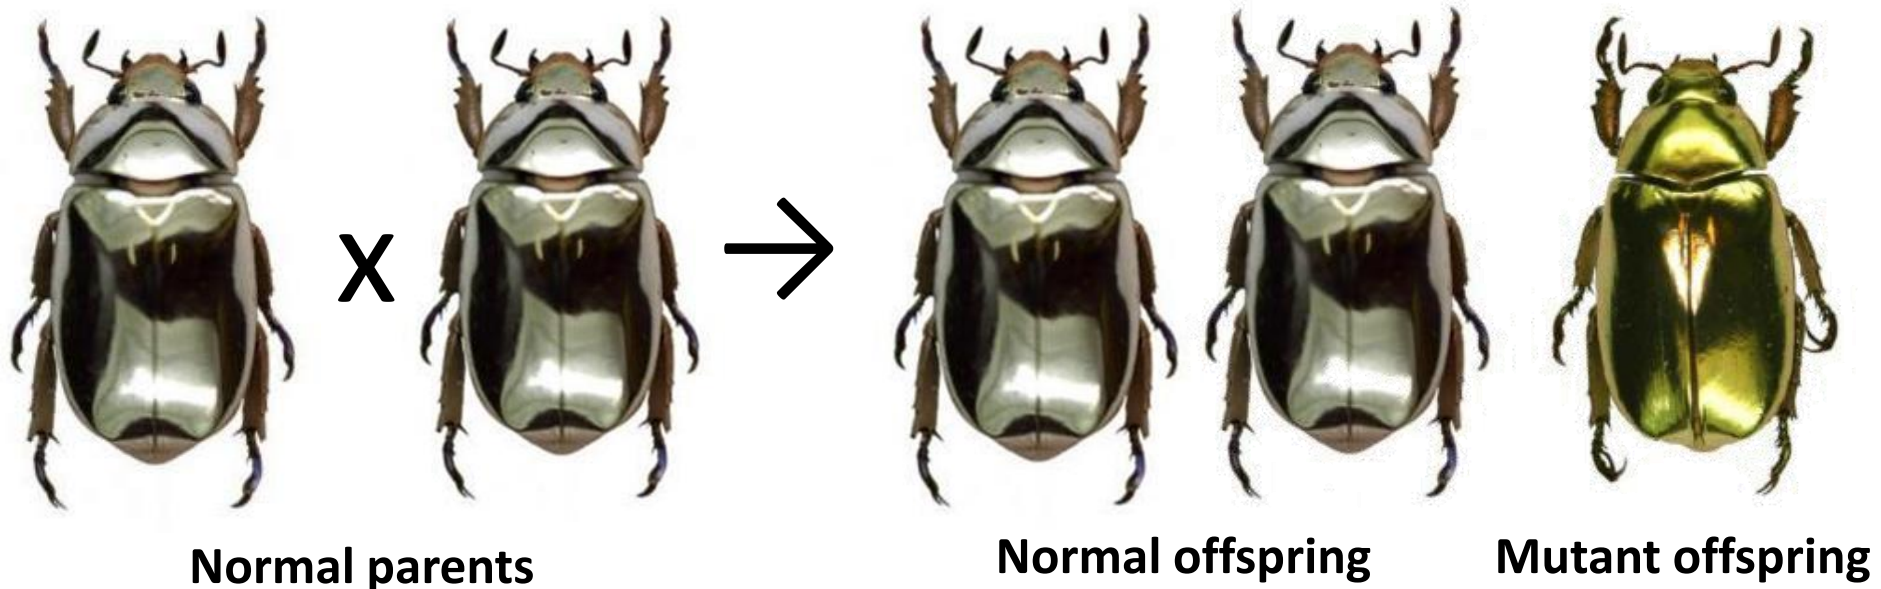 X
Normal parents
Normal offspring
Mutant offspring